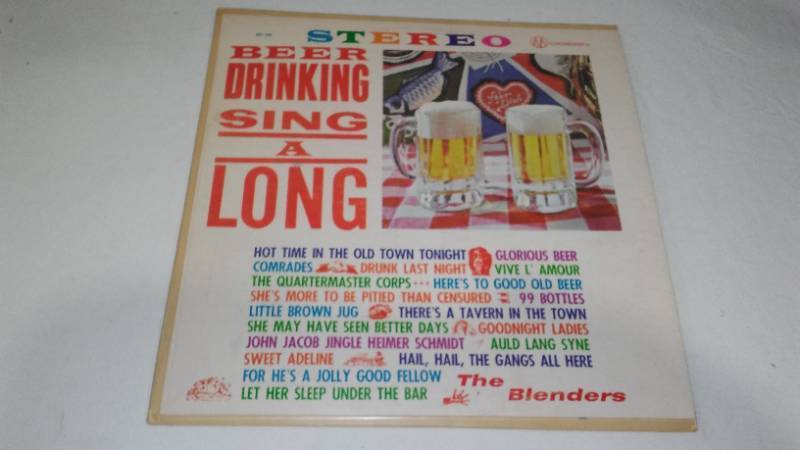 STEREO
BEER
DRINKING
SING
A
LONG
HOT TIME IN THE OLD TOWN TONIGHT GLORIOUS BEER
COMRADES DRUNK LAST NIGHT VIVE L' AMOUR
THE QUARTERMASTER CORPS ··· HERE'S TO GOOD OLD BEER
SHE'S MORE TO BE PITIED THAN CENSURED 99 BOTTLES
LITTLE BROWN JUG THERE'S A TAVERN IN THE TOWN
SHE MAY HAVE SEEN BETTER DAYS GOODNIGHT LADIES
JOHN JACOB JINGLE HEIMER SCHMIDT AULD LANG SYNE
SWEET ADELINE HAIL, HAIL, THE GANGS ALL HERE
FOR HE'S A JOLLY GOOD FELLOW
LET HER SLEEP UNDER THE BAR
The
Blenders